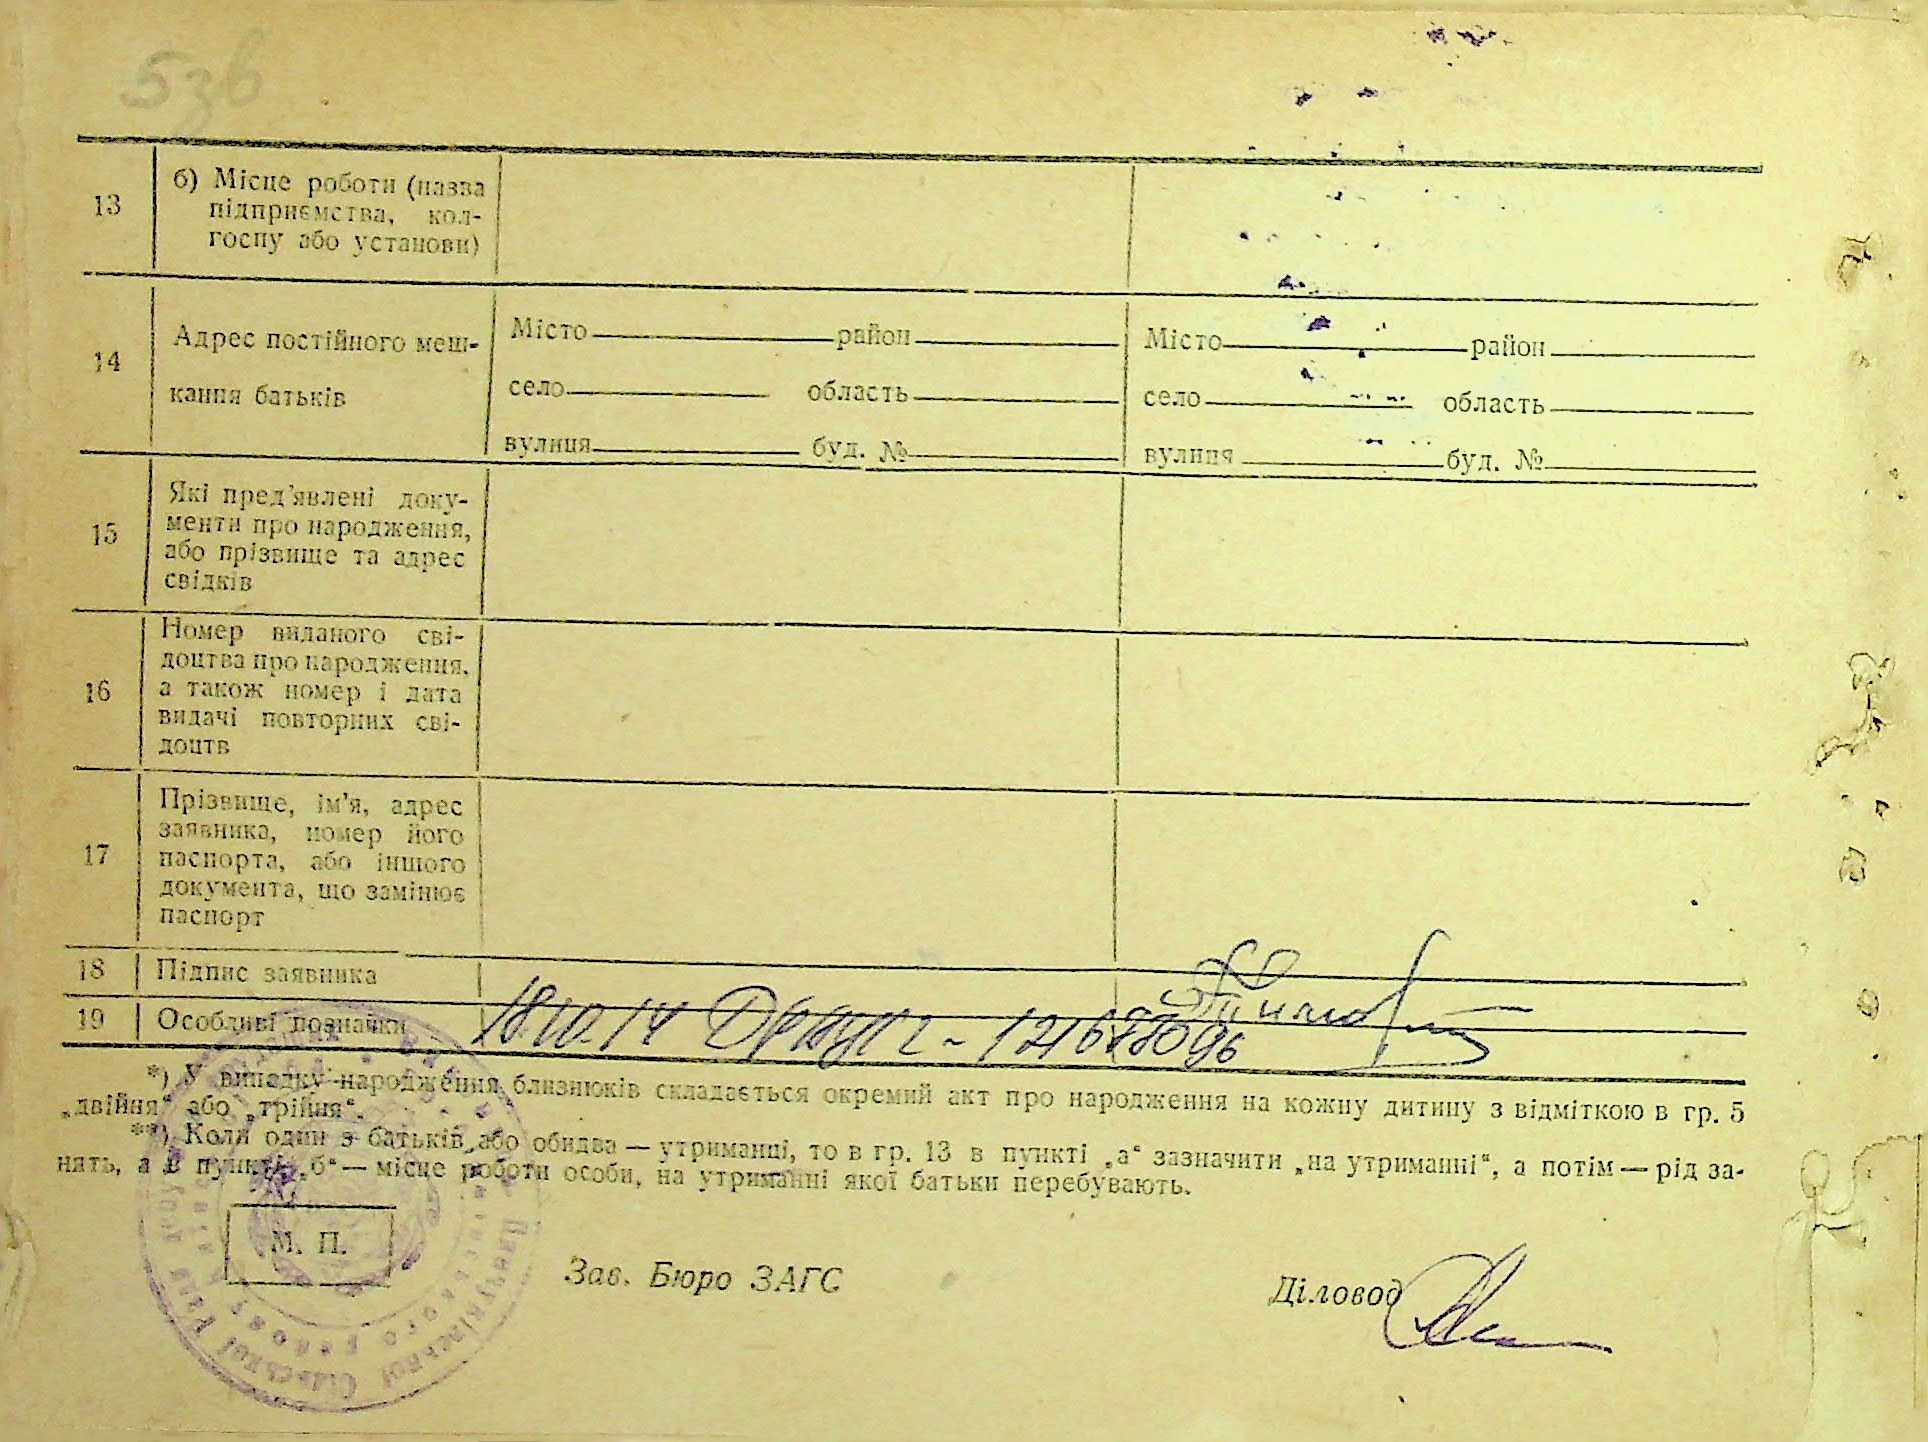 536
13
б) Місце роботи (назва
підприємства, кол-
госпу або установи)
14
Адрес постійного меш-
кання батьків
Місто район
село область
вулиця буд. №
Місто район
село область
вулиця буд. №
15
Які пред'явлені доку-
менти про народження,
або прізвище та адрес
свідків
16
Номер виданого сві-
доцтва про народження,
а також номер і дата
видачі повторних сві-
доцтв
17
Прізвище, ім'я, адрес
заявника, номер його
паспорта, або іншого
документа, що замінює
паспорт
18
Підпис заявника
19
Особливі позначки
*) У випадку народження близнюків складається окремий акт про народження на кожну дитину з відміткою в гр. 5
„двійня“ або „трійня“.
**) Коли один з батьків або обидва — утриманці, то в гр. 13 в пункті „а“ зазначити „на утриманні“, а потім — рід за-
нять, а в пункті „б“ — місце роботи особи, на утриманні якої батьки перебувають.
М. П.
Зав. Бюро ЗАГС
Діловод